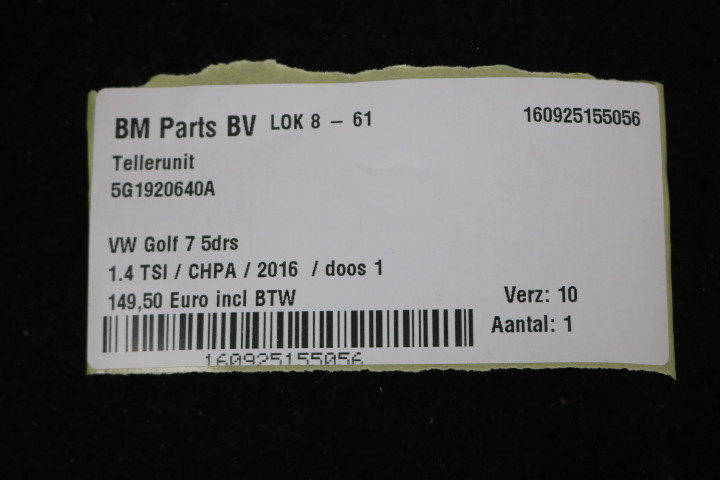 BM Parts BV LOK 8 - 61 160925155056
Tellerunit
5G1920640A
VW Golf 7 5drs
1.4 TSI / CHPA / 2016 / doos 1
149,50 Euro incl BTW Verz: 10
Aantal: 1
160925155056